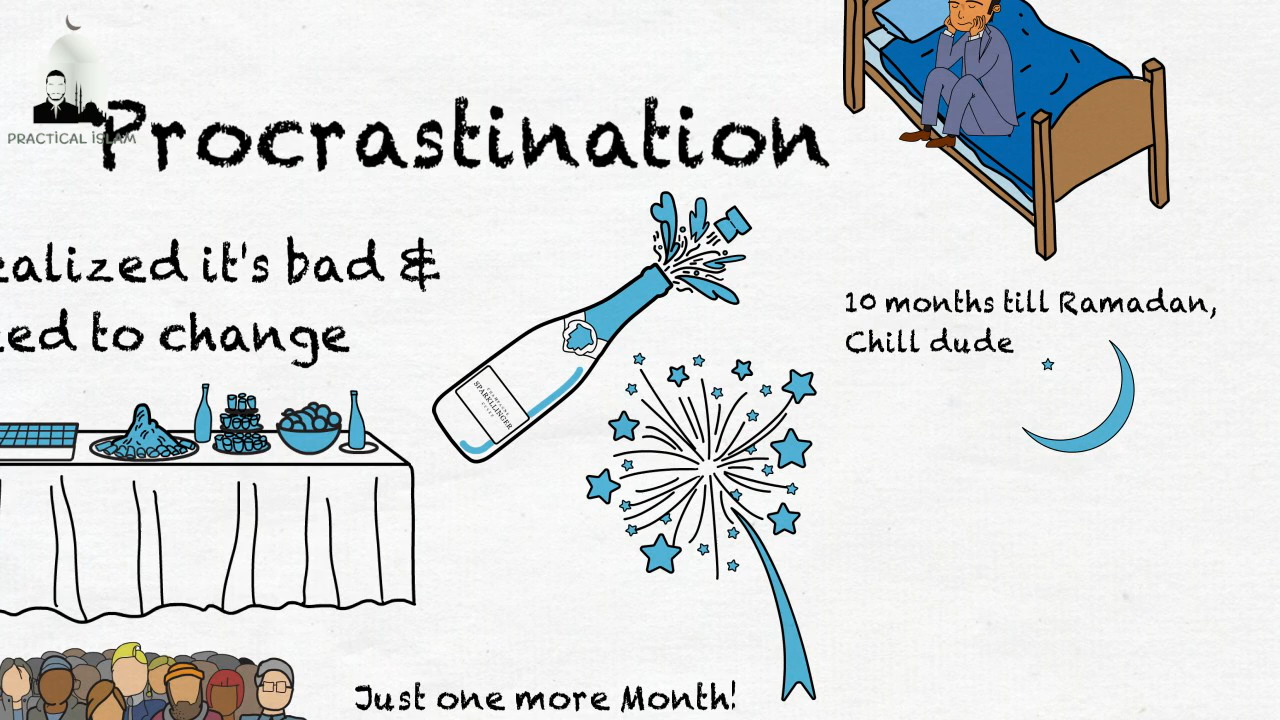 PRACTICAL ISLAM
Procrastination
ealized it's bad &
ed to change
SPARKLLINGER
10 months till Ramadan,
Chill dude
Just one more Month!